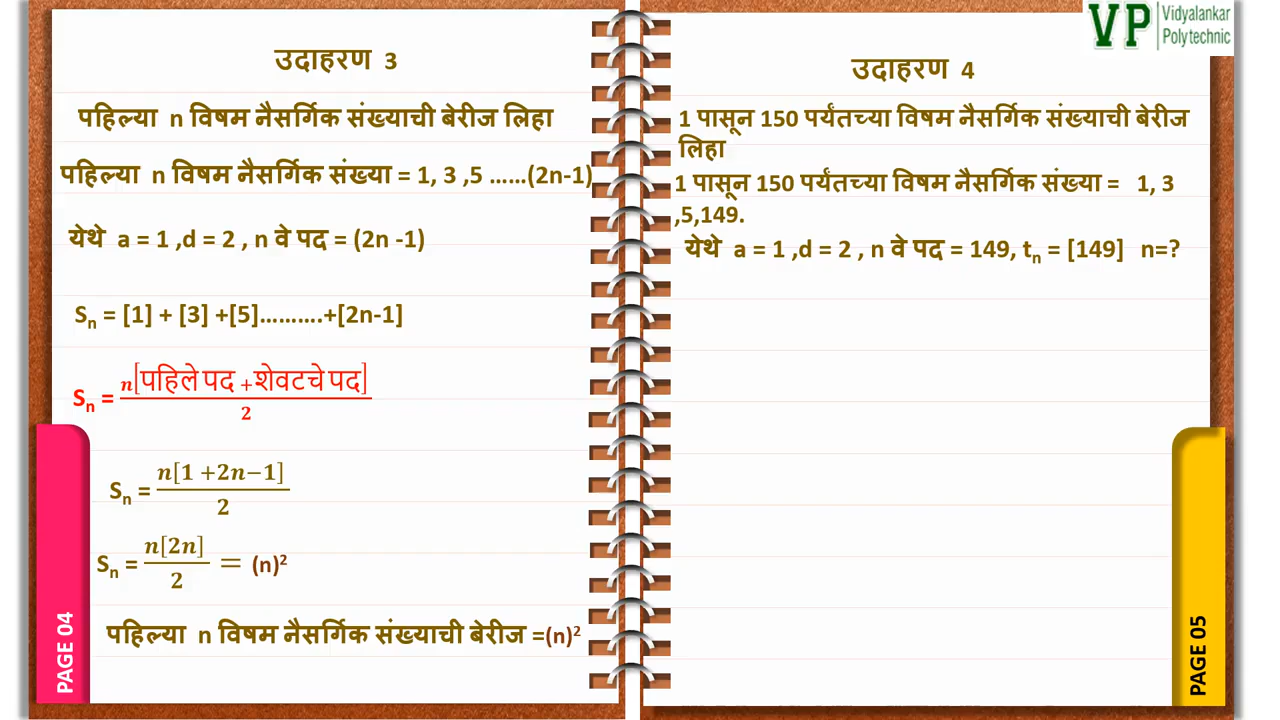 उदाहरण 3
पहिल्या n विषम नैसर्गिक संख्याची बेरीज लिहा
पहिल्या n विषम नैसर्गिक संख्या = 1, 3 ,5 ……(2n-1)
येथे a = 1 ,d = 2 , n वे पद = (2n -1)
Sn = [1] + [3] +[5]……….+[2n-1]
Sn = n[पहिले पद +शेवटचे पद] / 2
Sn = n[1 +2n−1] / 2
Sn = n[2n] / 2 = (n)²
पहिल्या n विषम नैसर्गिक संख्याची बेरीज =(n)²
PAGE 04
VP Vidyalankar
Polytechnic
उदाहरण 4
1 पासून 150 पर्यंतच्या विषम नैसर्गिक संख्याची बेरीज
लिहा
1 पासून 150 पर्यंतच्या विषम नैसर्गिक संख्या = 1, 3
,5,149.
येथे a = 1 ,d = 2 , n वे पद = 149, tn = [149] n=?
PAGE 05